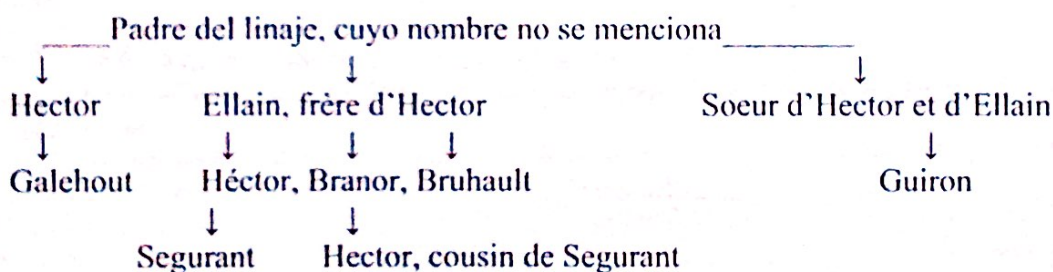 Padre del linaje, cuyo nombre no se menciona
Hector Ellain, frère d'Hector Soeur d'Hector et d'Ellain
Galehout Héctor, Branor, Bruhault Guiron
Segurant Hector, cousin de Segurant